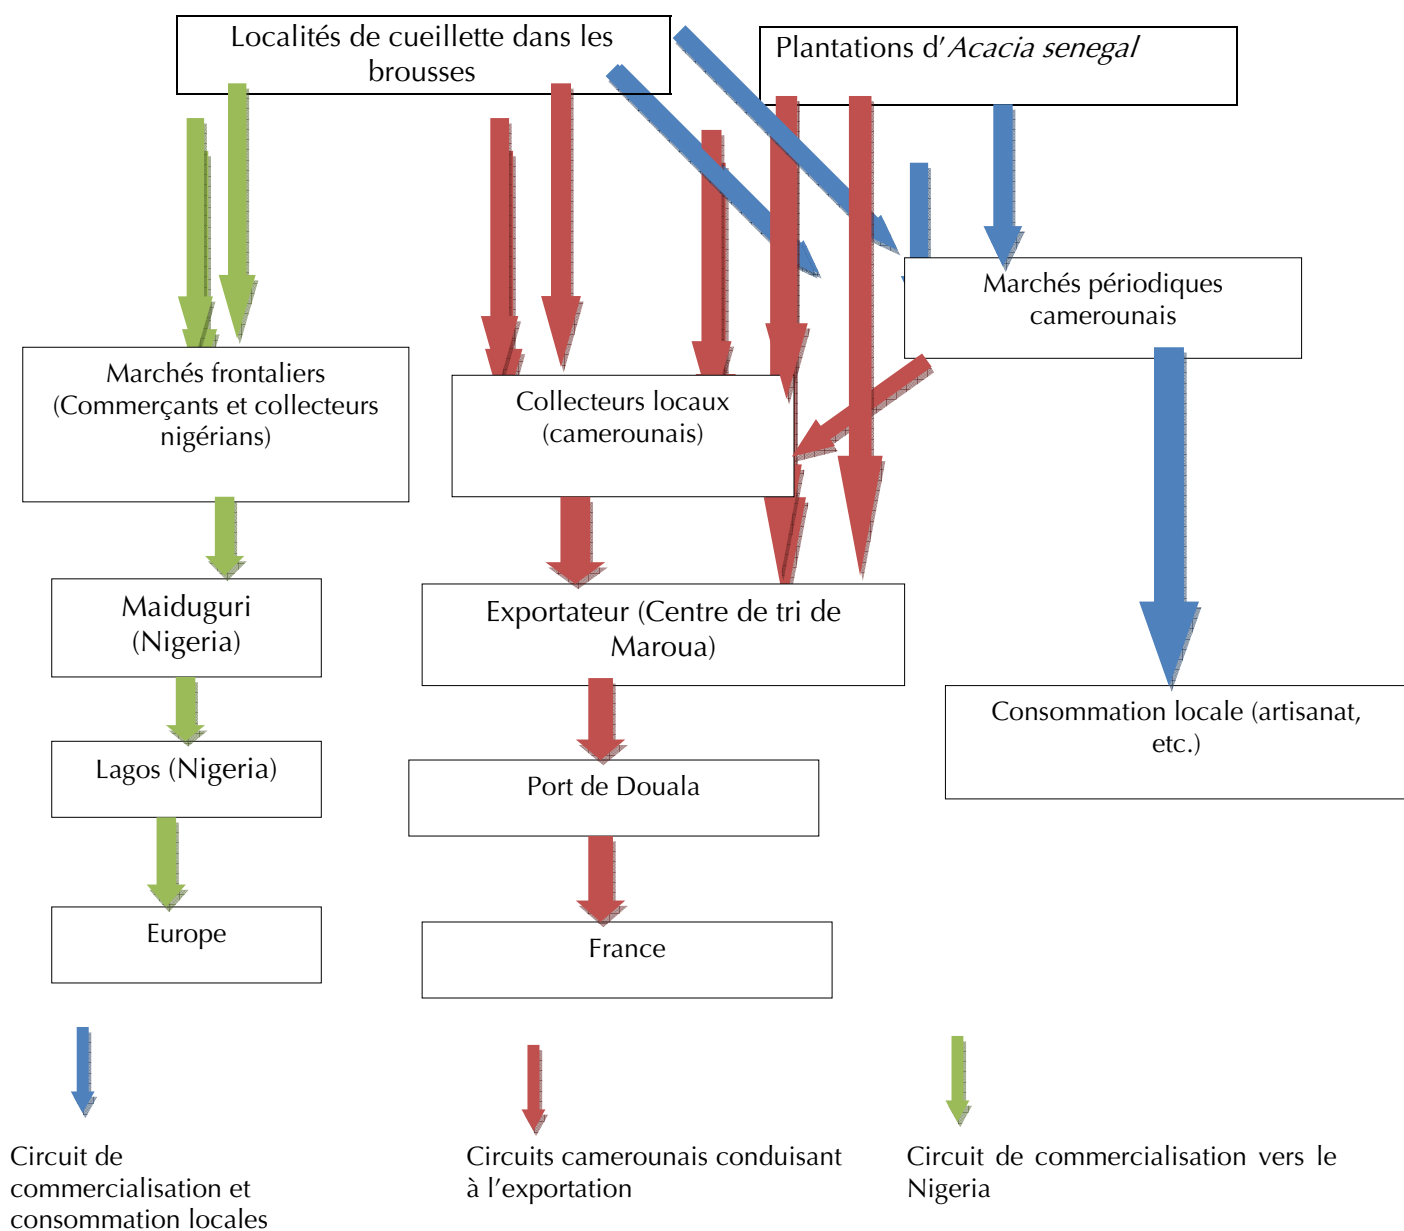 Localités de cueillette dans les
brousses
Plantations d’Acacia senegal
Marchés périodiques
camerounais
Marchés frontaliers
(Commerçants et collecteurs
nigérians)
Collecteurs locaux
(camerounais)
Maiduguri
(Nigeria)
Exportateur (Centre de tri de
Maroua)
Consommation locale (artisanat,
etc.)
Lagos (Nigeria)
Port de Douala
Europe
France
Circuit de
commercialisation et
consommation locales
Circuits camerounais conduisant
à l’exportation
Circuit de commercialisation vers le
Nigeria